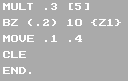 MULT .3 [5]
BZ (.2) 10 {Z1}
MOVE .1 .4
CLE
END.